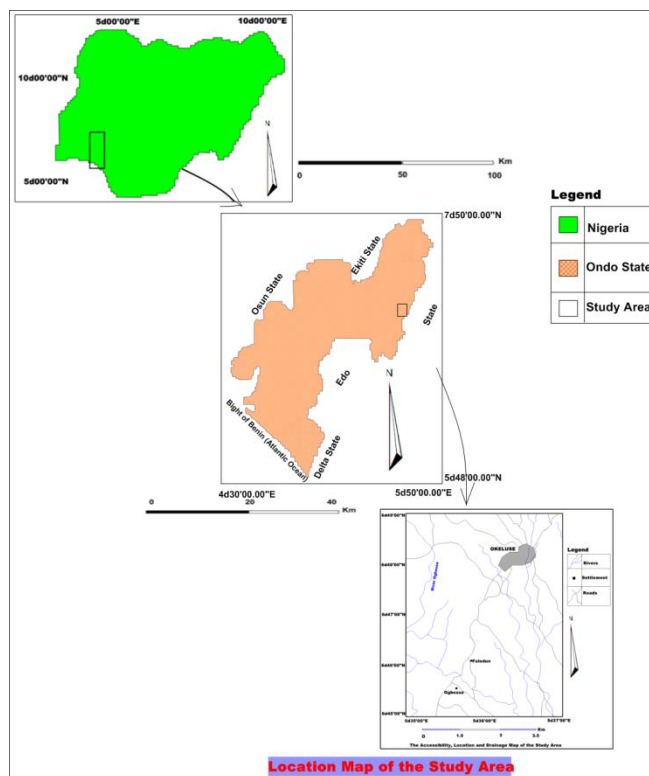 5d00'00"E
10d00'00"E
10d00'00"N
5d00'00"N
N
Km
0
50
100
7d50'00.00"N
Legend
Nigeria
Ondo State
Study Area
Ekiti State
Osun State
State
Edo
N
Bight of Benin (Atlantic Ocean)
Delta State
5d48'00.00"N
4d30'00.00"E
5d50'00.00"E
0
20
40
Km
OKELUSE
Legend
Rivers
Settlement
Roads
N
Ogbesse
Km
The Accessibility, Location and Drainage Map of the Study Area
Location Map of the Study Area